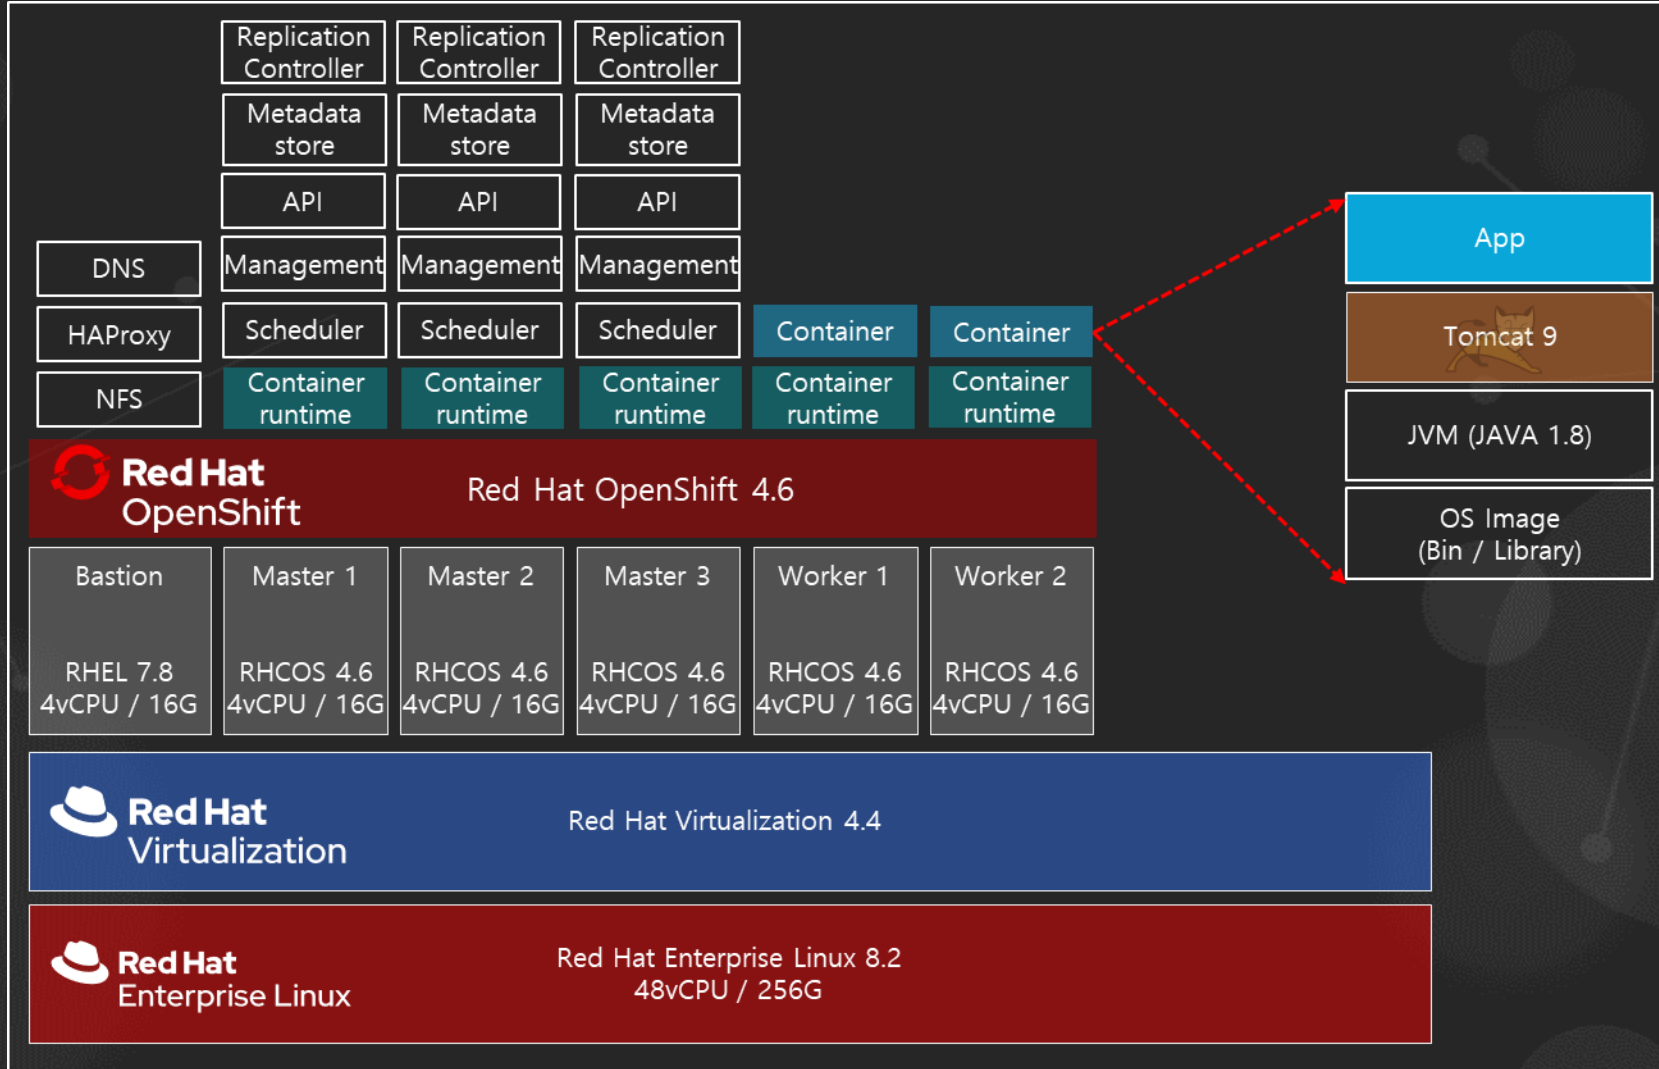 Replication Replication Replication
Controller Controller Controller
Metadata Metadata Metadata
store store store
API API API
DNS Management Management Management
HAProxy Scheduler Scheduler Scheduler Container Container
NFS Container Container Container Container Container
runtime runtime runtime runtime runtime
App
Tomcat 9
JVM (JAVA 1.8)
OS Image
(Bin / Library)
Red Hat
OpenShift
Red Hat OpenShift 4.6
Bastion Master 1 Master 2 Master 3 Worker 1 Worker 2
RHEL 7.8 RHCOS 4.6 RHCOS 4.6 RHCOS 4.6 RHCOS 4.6 RHCOS 4.6
4vCPU / 16G 4vCPU / 16G 4vCPU / 16G 4vCPU / 16G 4vCPU / 16G 4vCPU / 16G
Red Hat
Virtualization
Red Hat Virtualization 4.4
Red Hat
Enterprise Linux
Red Hat Enterprise Linux 8.2
48vCPU / 256G